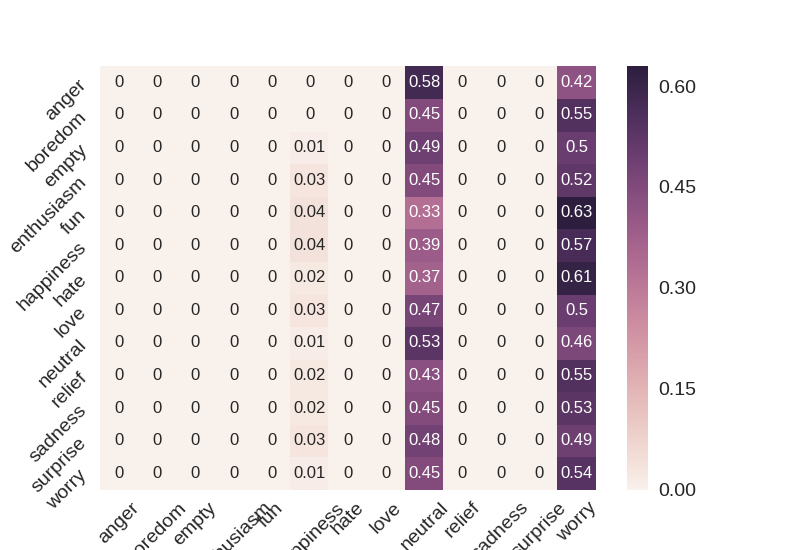 anger 0 0 0 0 0 0 0 0 0.58 0 0 0 0.42
boredom 0 0 0 0 0 0 0 0 0.45 0 0 0 0.55
empty 0 0 0 0 0 0.01 0 0 0.49 0 0 0 0.5
enthusiasm 0 0 0 0 0 0.03 0 0 0.45 0 0 0 0.52
fun 0 0 0 0 0 0.04 0 0 0.33 0 0 0 0.63
happiness 0 0 0 0 0 0.04 0 0 0.39 0 0 0 0.57
hate 0 0 0 0 0 0.02 0 0 0.37 0 0 0 0.61
love 0 0 0 0 0 0.03 0 0 0.47 0 0 0 0.5
neutral 0 0 0 0 0 0.01 0 0 0.53 0 0 0 0.46
relief 0 0 0 0 0 0.02 0 0 0.43 0 0 0 0.55
sadness 0 0 0 0 0 0.02 0 0 0.45 0 0 0 0.53
surprise 0 0 0 0 0 0.03 0 0 0.48 0 0 0 0.49
worry 0 0 0 0 0 0.01 0 0 0.45 0 0 0 0.54
anger oredom empty husiasm fun ppiness hate love neutral relief adness surprise worry
0.60
0.45
0.30
0.15
0.00